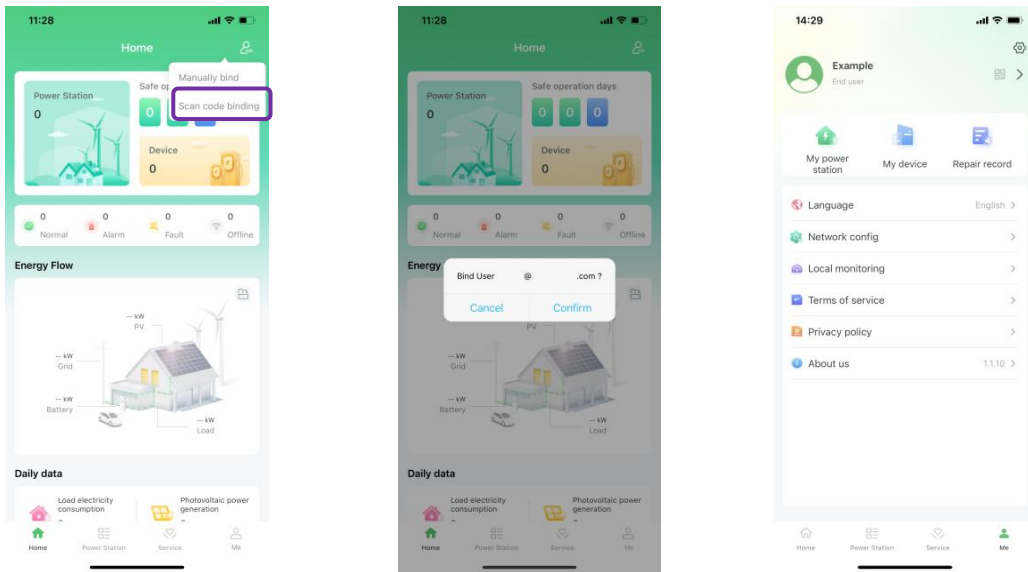 11:28
Home
Manually bind
Scan code binding
Power Station
0
Safe op
0
Device
0
0
Normal
0
Alarm
0
Fault
0
Offline
Energy Flow
-- kW
PV
-- kW
Grid
-- kW
Battery
-- kW
Load
Daily data
Load electricity
consumption
Photovoltaic power
generation
Home
Power Station
Service
Me
11:28
Home
Power Station
0
Safe operation days
0 0 0
Device
0
0
Normal
0
Alarm
0
Fault
0
Offline
Energy
Bind User @ .com ?
Cancel
Confirm
PV
-- kW
Grid
-- kW
Battery
-- kW
Load
Daily data
Load electricity
consumption
Photovoltaic power
generation
Home
Power Station
Service
Me
14:29
Example
End user
My power
station
My device
Repair record
Language
English
Network config
Local monitoring
Terms of service
Privacy policy
About us
1.1.10
Home
Power Station
Service
Me